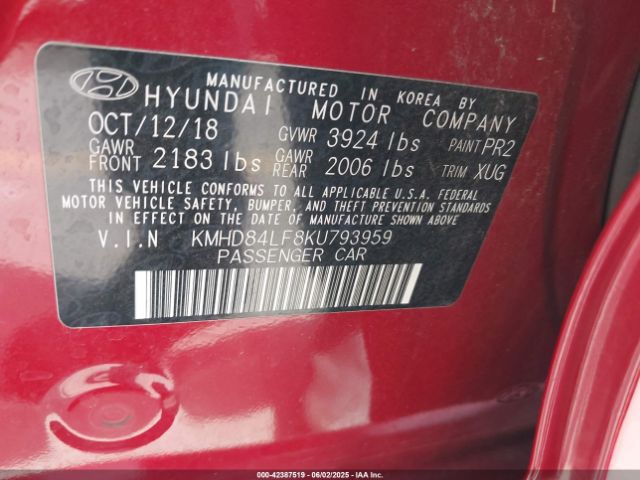 MANUFACTURED IN KOREA BY
HYUNDAI MOTOR COMPANY
OCT/12/18 GVWR 3924 lbs PAINT PR2
GAWR FRONT 2183 lbs GAWR REAR 2006 lbs TRIM XUG
THIS VEHICLE CONFORMS TO ALL APPLICABLE U.S.A. FEDERAL
MOTOR VEHICLE SAFETY, BUMPER, AND THEFT PREVENTION STANDARDS
IN EFFECT ON THE DATE OF MANUFACTURE SHOWN ABOVE
V.I.N KMHD84LF8KU793959
PASSENGER CAR
000-42387519 - 06/02/2025 - IAA Inc.